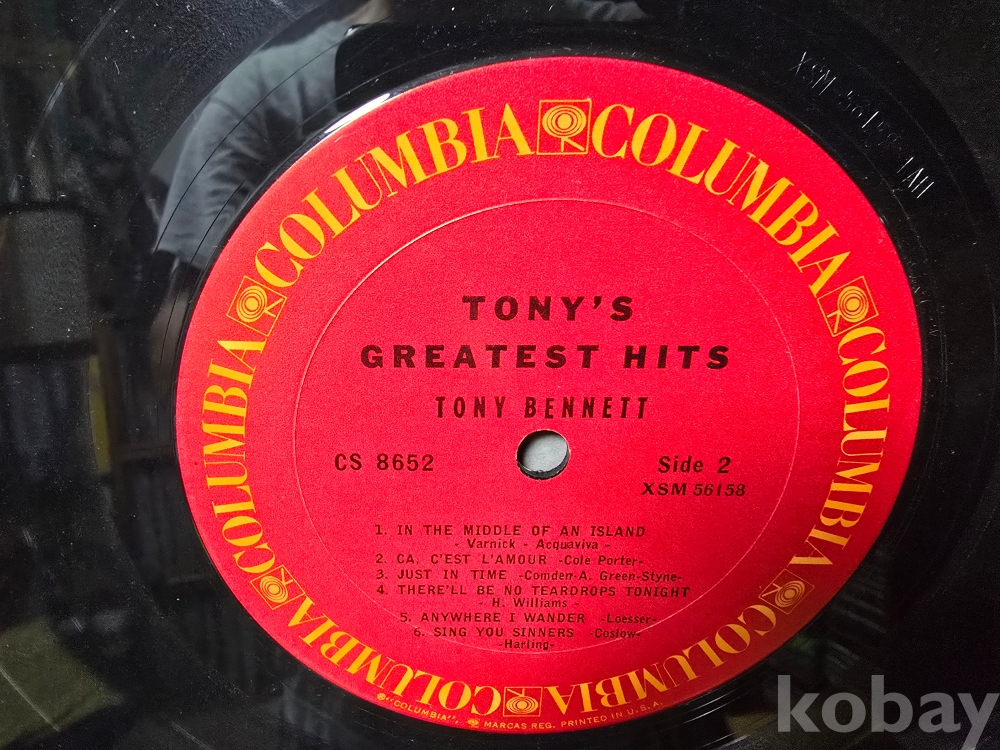 COLUMBIA COLUMBIA COLUMBIA COLUMBIA COLUMBIA COLUMBIA COLUMBIA
TONY'S
GREATEST HITS
TONY BENNETT
CS 8652
Side 2
XSM 56158
1. IN THE MIDDLE OF AN ISLAND
- Varnick - Acquaviva -
2. CA, C'EST L'AMOUR -Cole Porter-
3. JUST IN TIME -Comden-A. Green-Styne-
4. THERE'LL BE NO TEARDROPS TONIGHT
- H. Williams -
5. ANYWHERE I WANDER -Loesser-
6. SING YOU SINNERS -Coslow-
-Harling-
®"COLUMBIA", MARCAS REG. PRINTED IN U.S.A.
XSM 1AH
kobay